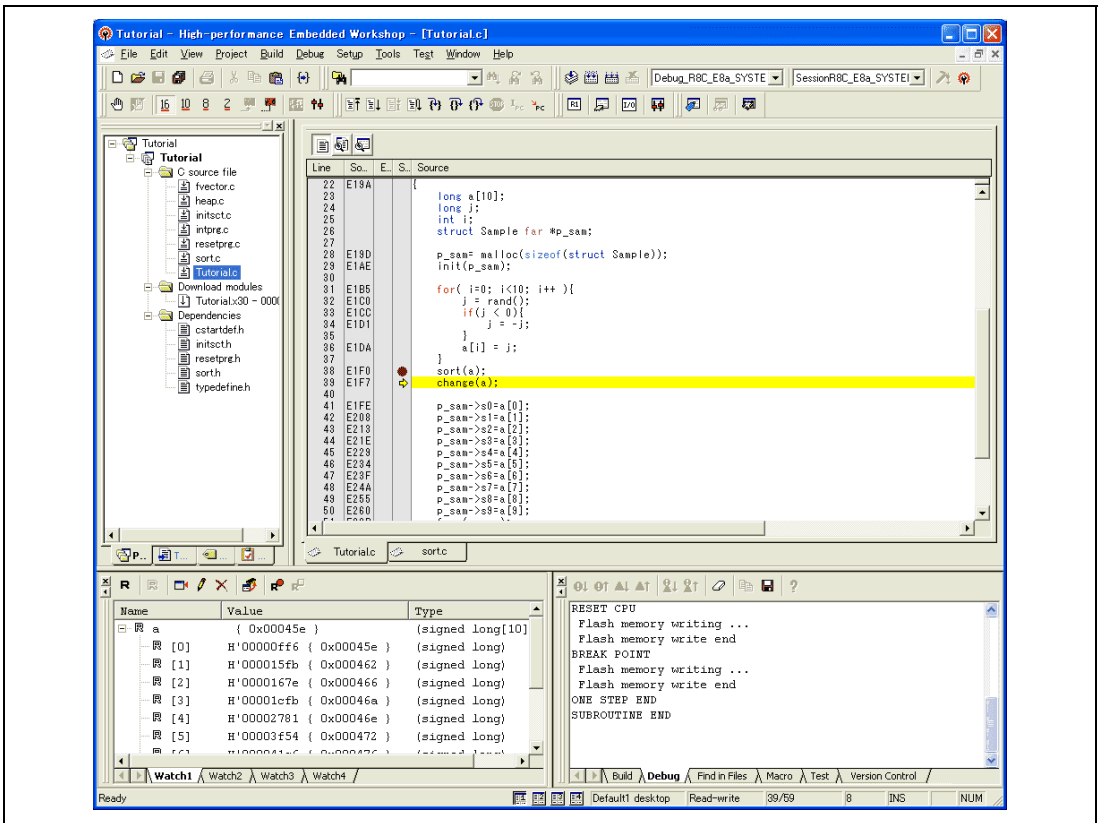 Tutorial - High-performance Embedded Workshop - [Tutorial.c]
File Edit View Project Build Debug Setup Tools Test Window Help
Debug_R8C_E8a_SYSTE SessionR8C_E8a_SYSTEI
16 10 8 2
Tutorial
Tutorial
C source file
fvector.c
heap.c
initsct.c
intprg.c
resetprg.c
sort.c
Tutorial.c
Download modules
Tutorial.x30 - 0000
Dependencies
cstartdef.h
initsct.h
resetprg.h
sort.h
typedefine.h
P.. T... ... ...
Line So... E.. S.. Source
22 E19A {
23 long a[10];
24 long j;
25 int i;
26 struct Sample far *p_sam;
27
28 E19D p_sam= malloc(sizeof(struct Sample));
29 E1AE init(p_sam);
30
31 E1B5 for( i=0; i<10; i++ ){
32 E1C0 j = rand();
33 E1CC if(j < 0){
34 E1D1 j = -j;
35 }
36 E1DA a[i] = j;
37 }
38 E1F0 sort(a);
39 E1F7 change(a);
40
41 E1FE p_sam->s0=a[0];
42 E208 p_sam->s1=a[1];
43 E213 p_sam->s2=a[2];
44 E21E p_sam->s3=a[3];
45 E229 p_sam->s4=a[4];
46 E234 p_sam->s5=a[5];
47 E23F p_sam->s6=a[6];
48 E24A p_sam->s7=a[7];
49 E255 p_sam->s8=a[8];
50 E260 p_sam->s9=a[9];
Tutorial.c sort.c
Name Value Type
a { 0x00045e } (signed long[10]
[0] H'00000ff6 { 0x00045e } (signed long)
[1] H'000015fb { 0x000462 } (signed long)
[2] H'0000167e { 0x000466 } (signed long)
[3] H'00001cfb { 0x00046a } (signed long)
[4] H'00002781 { 0x00046e } (signed long)
[5] H'00003f54 { 0x000472 } (signed long)
Watch1 Watch2 Watch3 Watch4
RESET CPU
Flash memory writing ...
Flash memory write end
BREAK POINT
Flash memory writing ...
Flash memory write end
ONE STEP END
SUBROUTINE END
Build Debug Find in Files Macro Test Version Control
Ready Default1 desktop Read-write 39/59 8 INS NUM